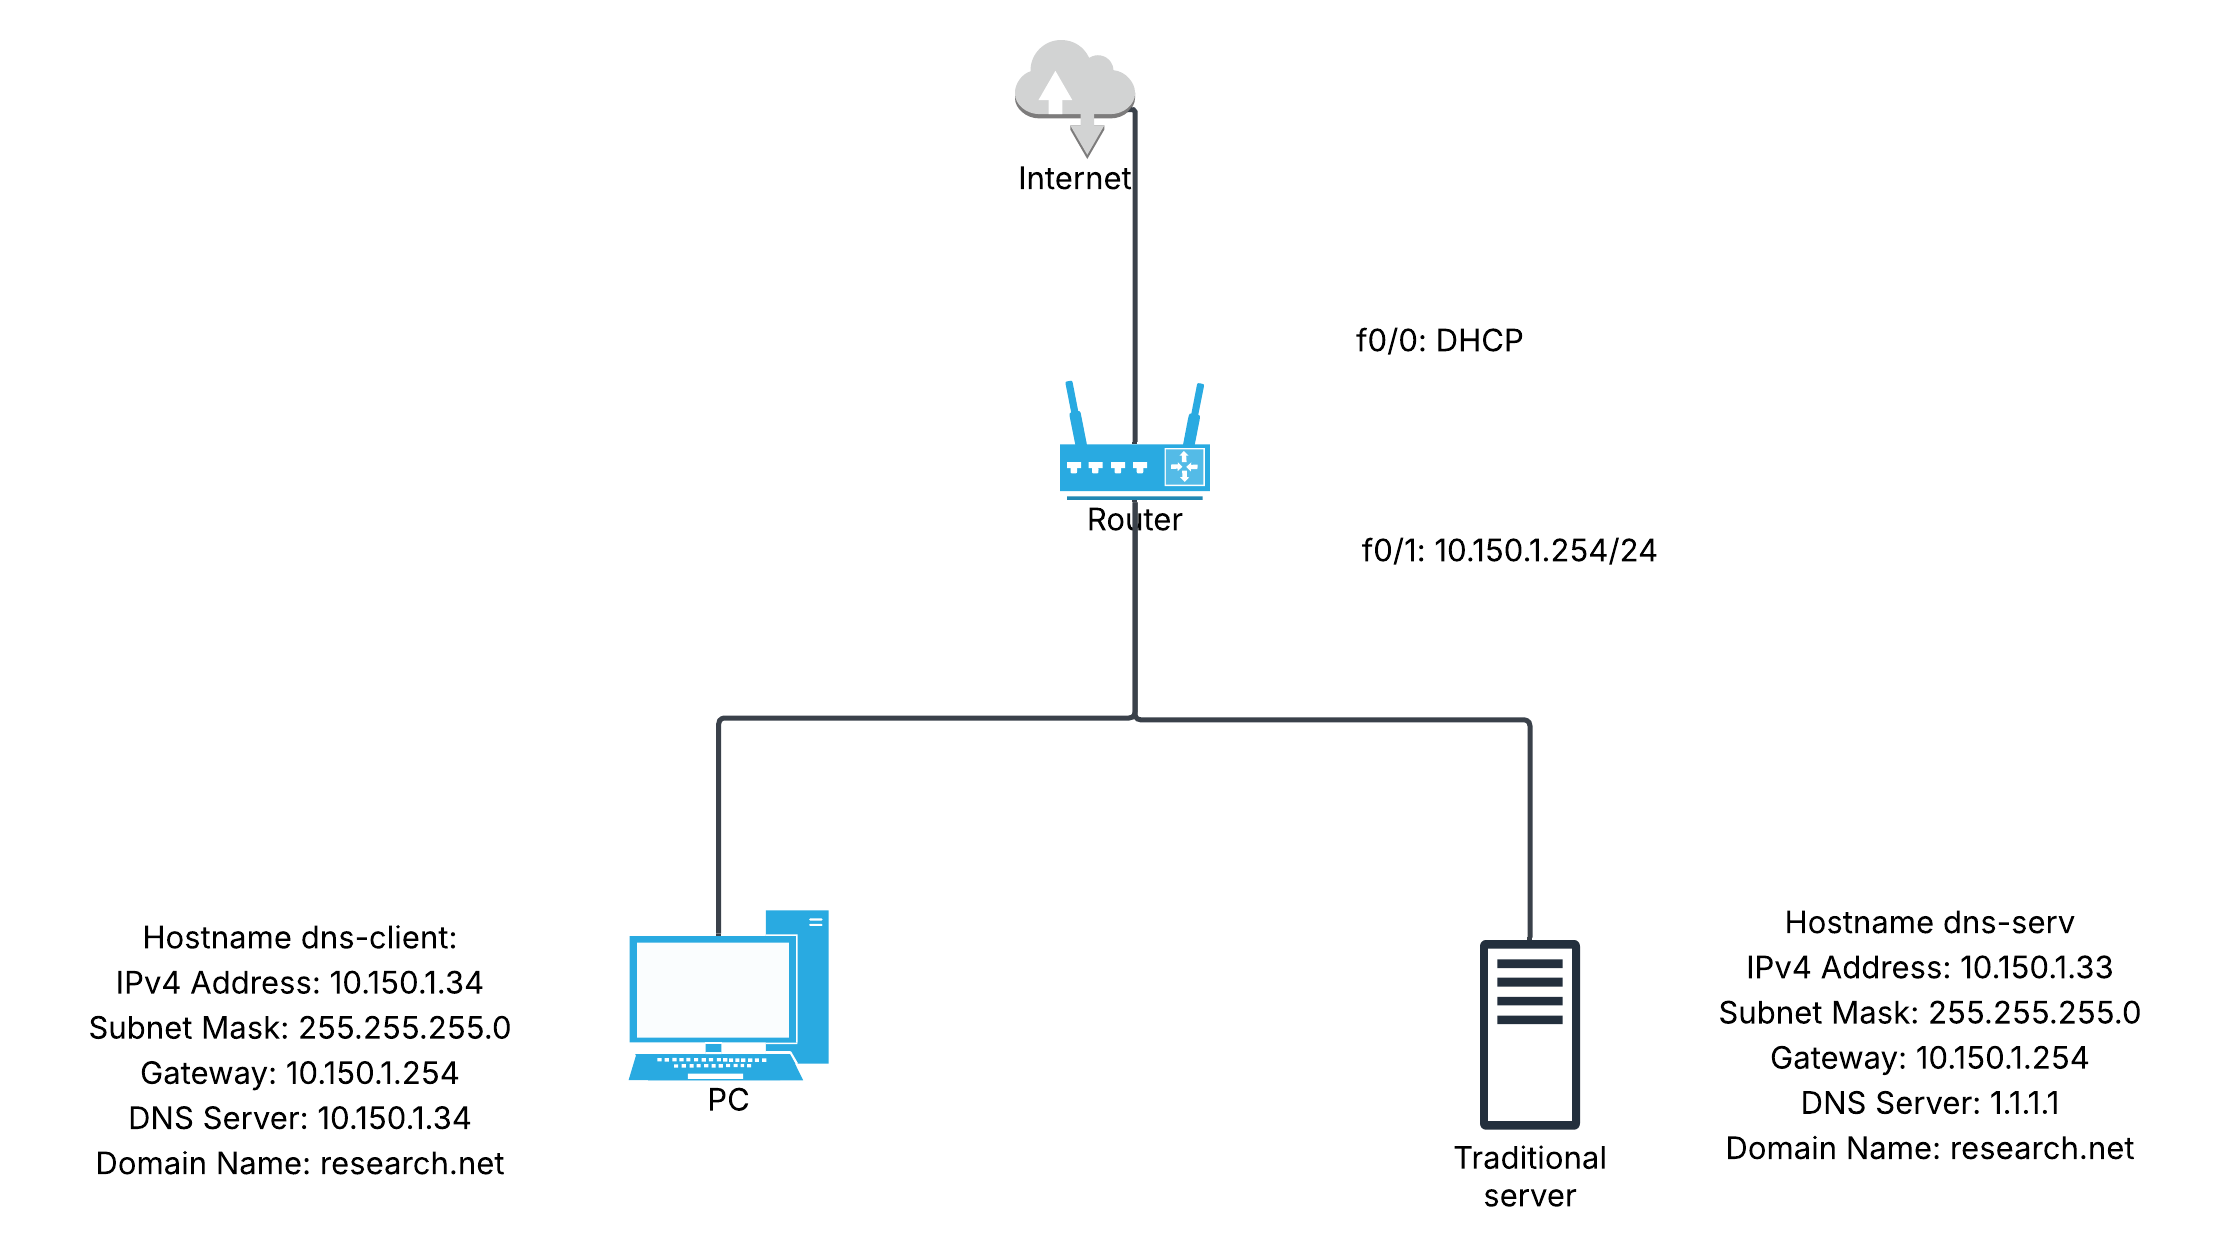 Internet
f0/0: DHCP
Router
f0/1: 10.150.1.254/24
Hostname dns-client:
IPv4 Address: 10.150.1.34
Subnet Mask: 255.255.255.0
Gateway: 10.150.1.254
DNS Server: 10.150.1.34
Domain Name: research.net
PC
Traditional
server
Hostname dns-serv
IPv4 Address: 10.150.1.33
Subnet Mask: 255.255.255.0
Gateway: 10.150.1.254
DNS Server: 1.1.1.1
Domain Name: research.net